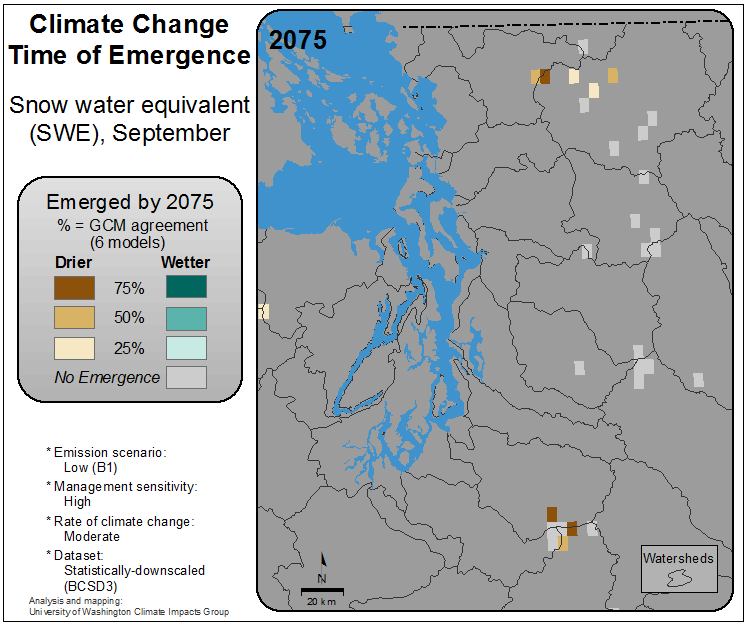 Climate Change
Time of Emergence
Snow water equivalent
(SWE), September
Emerged by 2075
% = GCM agreement
(6 models)
Drier Wetter
75%
50%
25%
No Emergence
* Emission scenario:
Low (B1)
* Management sensitivity:
High
* Rate of climate change:
Moderate
* Dataset:
Statistically-downscaled
(BCSD3)
Analysis and mapping:
University of Washington Climate Impacts Group
2075
N
20 km
Watersheds